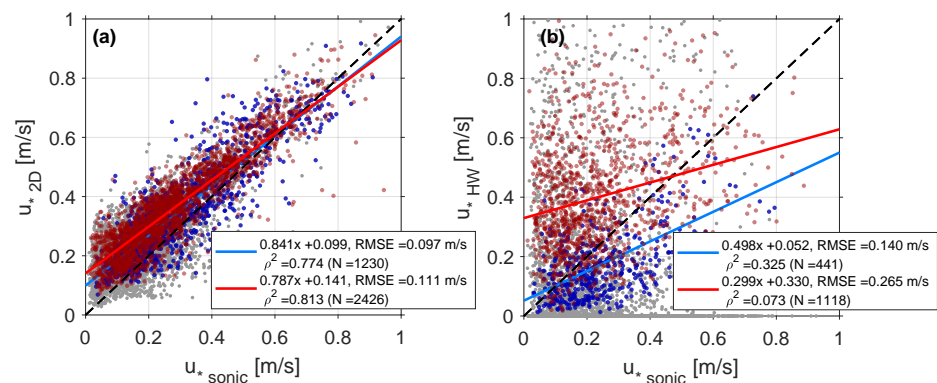 (a)
1
0.8
0.6
0.4
0.2
0
u* 2D [m/s]
0 0.2 0.4 0.6 0.8 1
u* sonic [m/s]
0.841x +0.099, RMSE =0.097 m/s
ρ² =0.774 (N =1230)
0.787x +0.141, RMSE =0.111 m/s
ρ² =0.813 (N =2426)
(b)
1
0.8
0.6
0.4
0.2
0
u* HW [m/s]
0 0.2 0.4 0.6 0.8 1
u* sonic [m/s]
0.498x +0.052, RMSE =0.140 m/s
ρ² =0.325 (N =441)
0.299x +0.330, RMSE =0.265 m/s
ρ² =0.073 (N =1118)